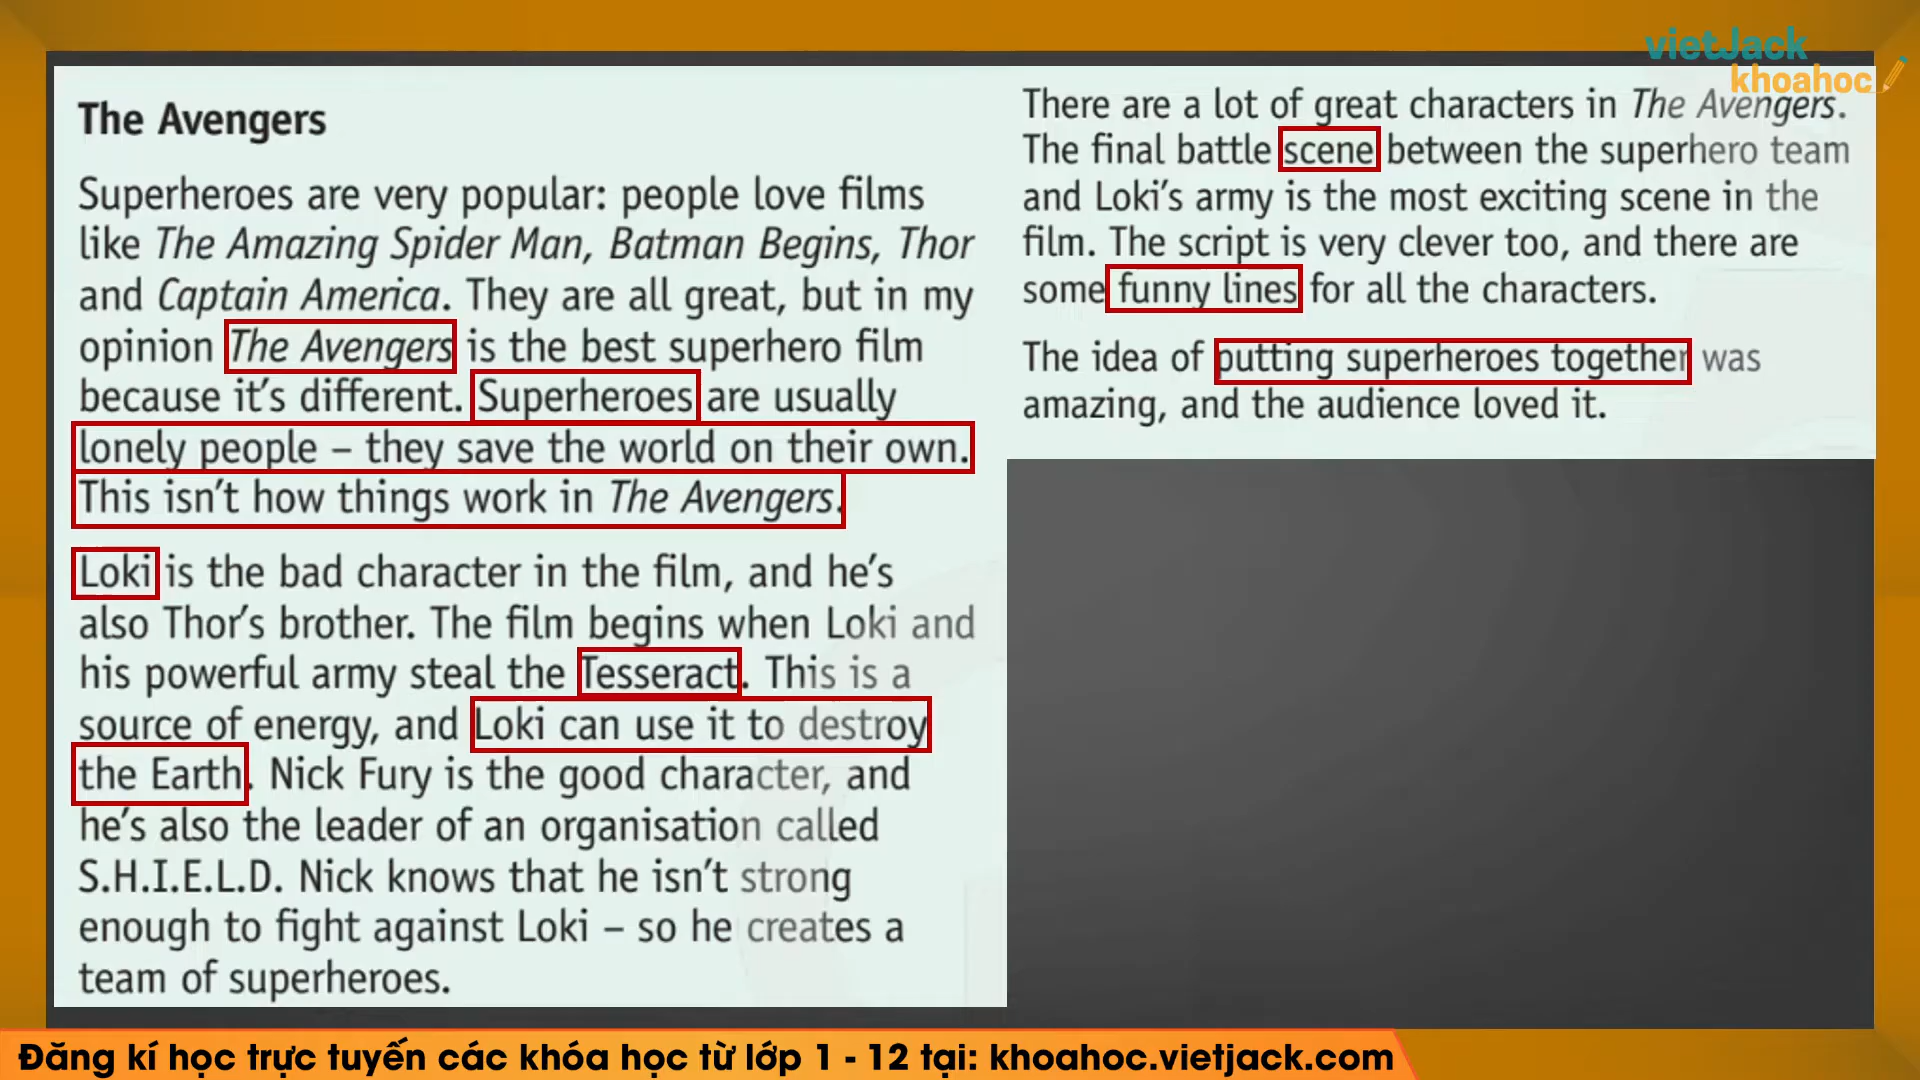 The Avengers
Superheroes are very popular: people love films
like The Amazing Spider Man, Batman Begins, Thor
and Captain America. They are all great, but in my
opinion The Avengers is the best superhero film
because it's different. Superheroes are usually
lonely people – they save the world on their own.
This isn't how things work in The Avengers.
Loki is the bad character in the film, and he's
also Thor's brother. The film begins when Loki and
his powerful army steal the Tesseract. This is a
source of energy, and Loki can use it to destroy
the Earth. Nick Fury is the good character, and
he's also the leader of an organisation called
S.H.I.E.L.D. Nick knows that he isn't strong
enough to fight against Loki – so he creates a
team of superheroes.
There are a lot of great characters in The Avengers.
The final battle scene between the superhero team
and Loki's army is the most exciting scene in the
film. The script is very clever too, and there are
some funny lines for all the characters.
The idea of putting superheroes together was
amazing, and the audience loved it.
vietJack
khoahoc
Đăng kí học trực tuyến các khóa học từ lớp 1 - 12 tại: khoahoc.vietjack.com